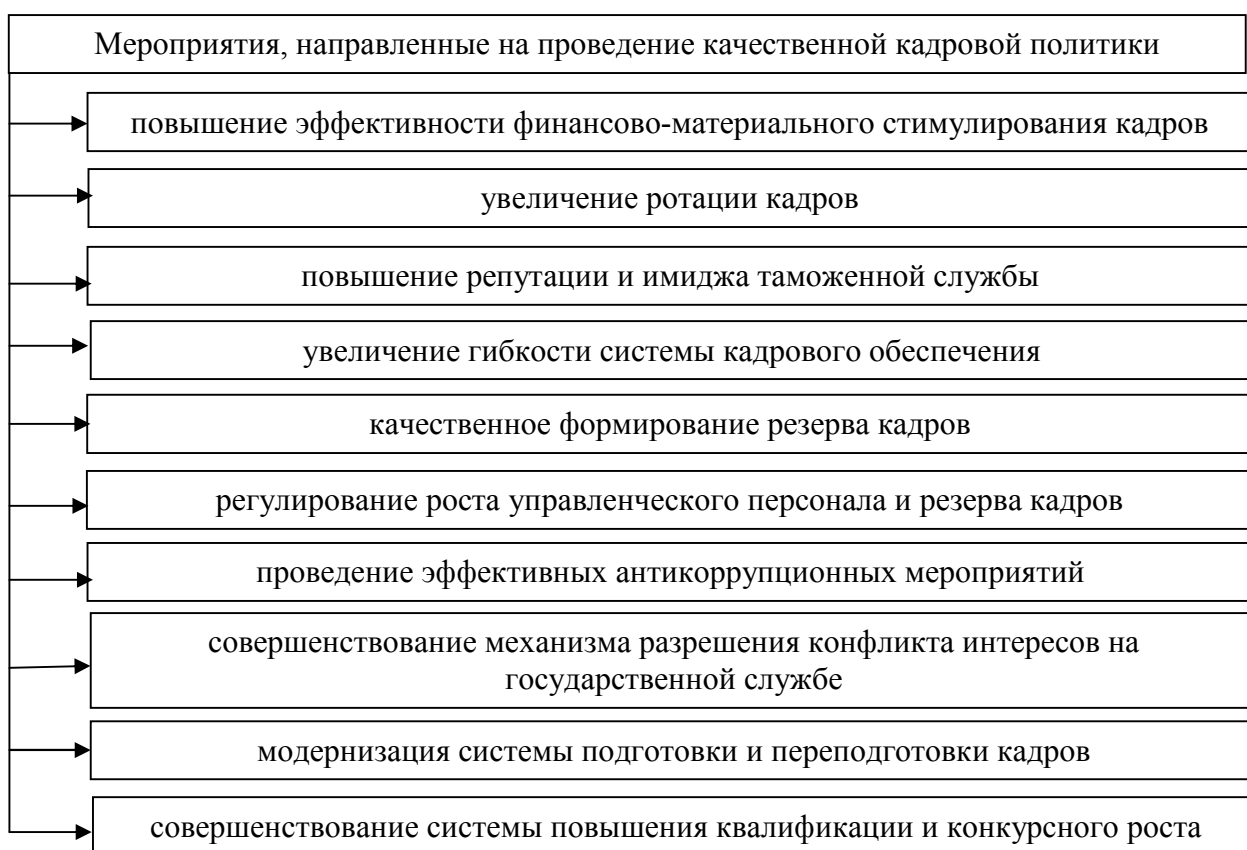 Мероприятия, направленные на проведение качественной кадровой политики
повышение эффективности финансово-материального стимулирования кадров
увеличение ротации кадров
повышение репутации и имиджа таможенной службы
увеличение гибкости системы кадрового обеспечения
качественное формирование резерва кадров
регулирование роста управленческого персонала и резерва кадров
проведение эффективных антикоррупционных мероприятий
совершенствование механизма разрешения конфликта интересов на
государственной службе
модернизация системы подготовки и переподготовки кадров
совершенствование системы повышения квалификации и конкурсного роста